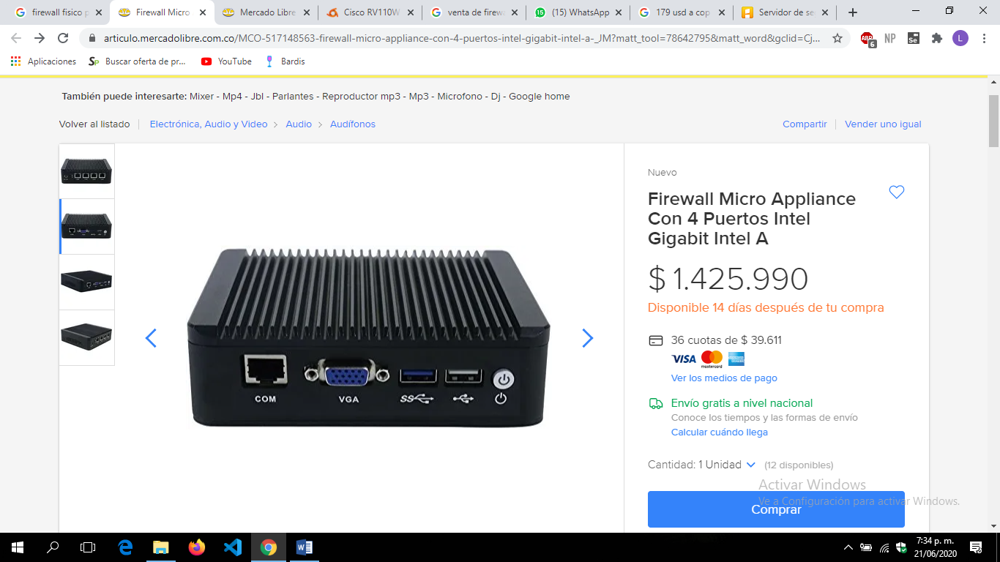 firewall fisico p
Firewall Micro
Mercado Libre
Cisco RV110W
venta de firew
(15) WhatsApp
179 usd a cop
Servidor de se
articulo.mercadolibre.com.co/MCO-517148563-firewall-micro-appliance-con-4-puertos-intel-gigabit-intel-a-_JM?matt_tool=78642795&matt_word&gclid=Cj...
ABP
6
NP
Se
L
Aplicaciones
Sp Buscar oferta de pr...
YouTube
Bardis
También puede interesarte: Mixer - Mp4 - Jbl - Parlantes - Reproductor mp3 - Mp3 - Microfono - Dj - Google home
Volver al listado
Electrónica, Audio y Video > Audio > Audífonos
Compartir
Vender uno igual
Nuevo
Firewall Micro Appliance
Con 4 Puertos Intel
Gigabit Intel A
$ 1.425.990
Disponible 14 días después de tu compra
36 cuotas de $ 39.611
VISA mastercard
Ver los medios de pago
Envío gratis a nivel nacional
Conoce los tiempos y las formas de envío
Calcular cuándo llega
Cantidad: 1 Unidad (12 disponibles)
Comprar
COM
VGA
SS
Activar Windows
Ve a Configuración para activar Windows.
7:34 p. m.
21/06/2020